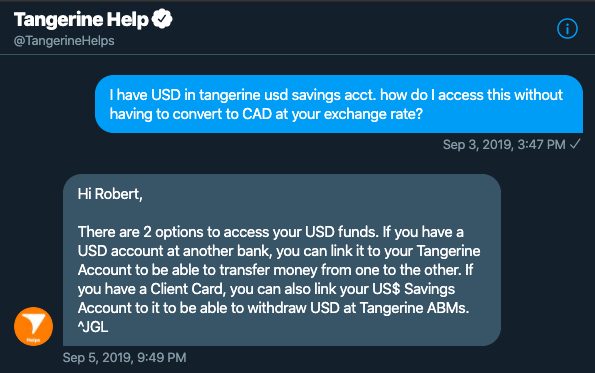 Tangerine Help
@TangerineHelps
I have USD in tangerine usd savings acct. how do I access this without
having to convert to CAD at your exchange rate?
Sep 3, 2019, 3:47 PM
Hi Robert,
There are 2 options to access your USD funds. If you have a
USD account at another bank, you can link it to your Tangerine
Account to be able to transfer money from one to the other. If
you have a Client Card, you can also link your US$ Savings
Account to it to be able to withdraw USD at Tangerine ABMs.
^JGL
Helps
Sep 5, 2019, 9:49 PM